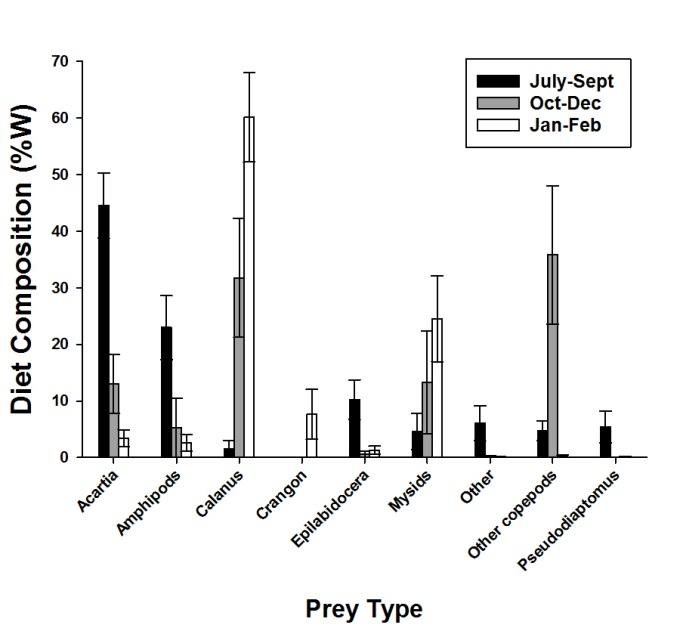 70
60
50
40
30
20
10
0
Diet Composition (%W)
July-Sept
Oct-Dec
Jan-Feb
Acartia
Amphipods
Calanus
Crangon
Epilabidocera
Mysids
Other
Other copepods
Pseudodiaptomus
Prey Type